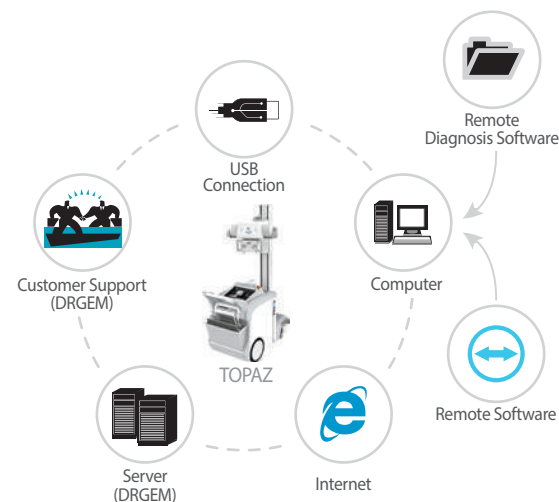 Remote
Diagnosis Software
USB
Connection
Customer Support
(DRGEM)
Computer
TOPAZ
Remote Software
Server
(DRGEM)
Internet